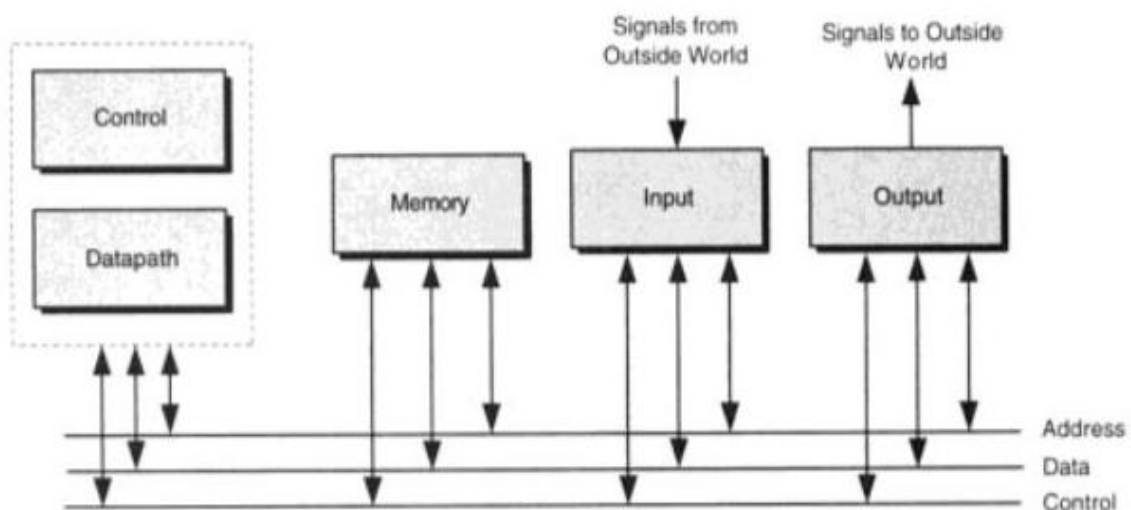 Signals from
Outside World
Signals to Outside
World
Control
Memory
Input
Output
Datapath
Address
Data
Control